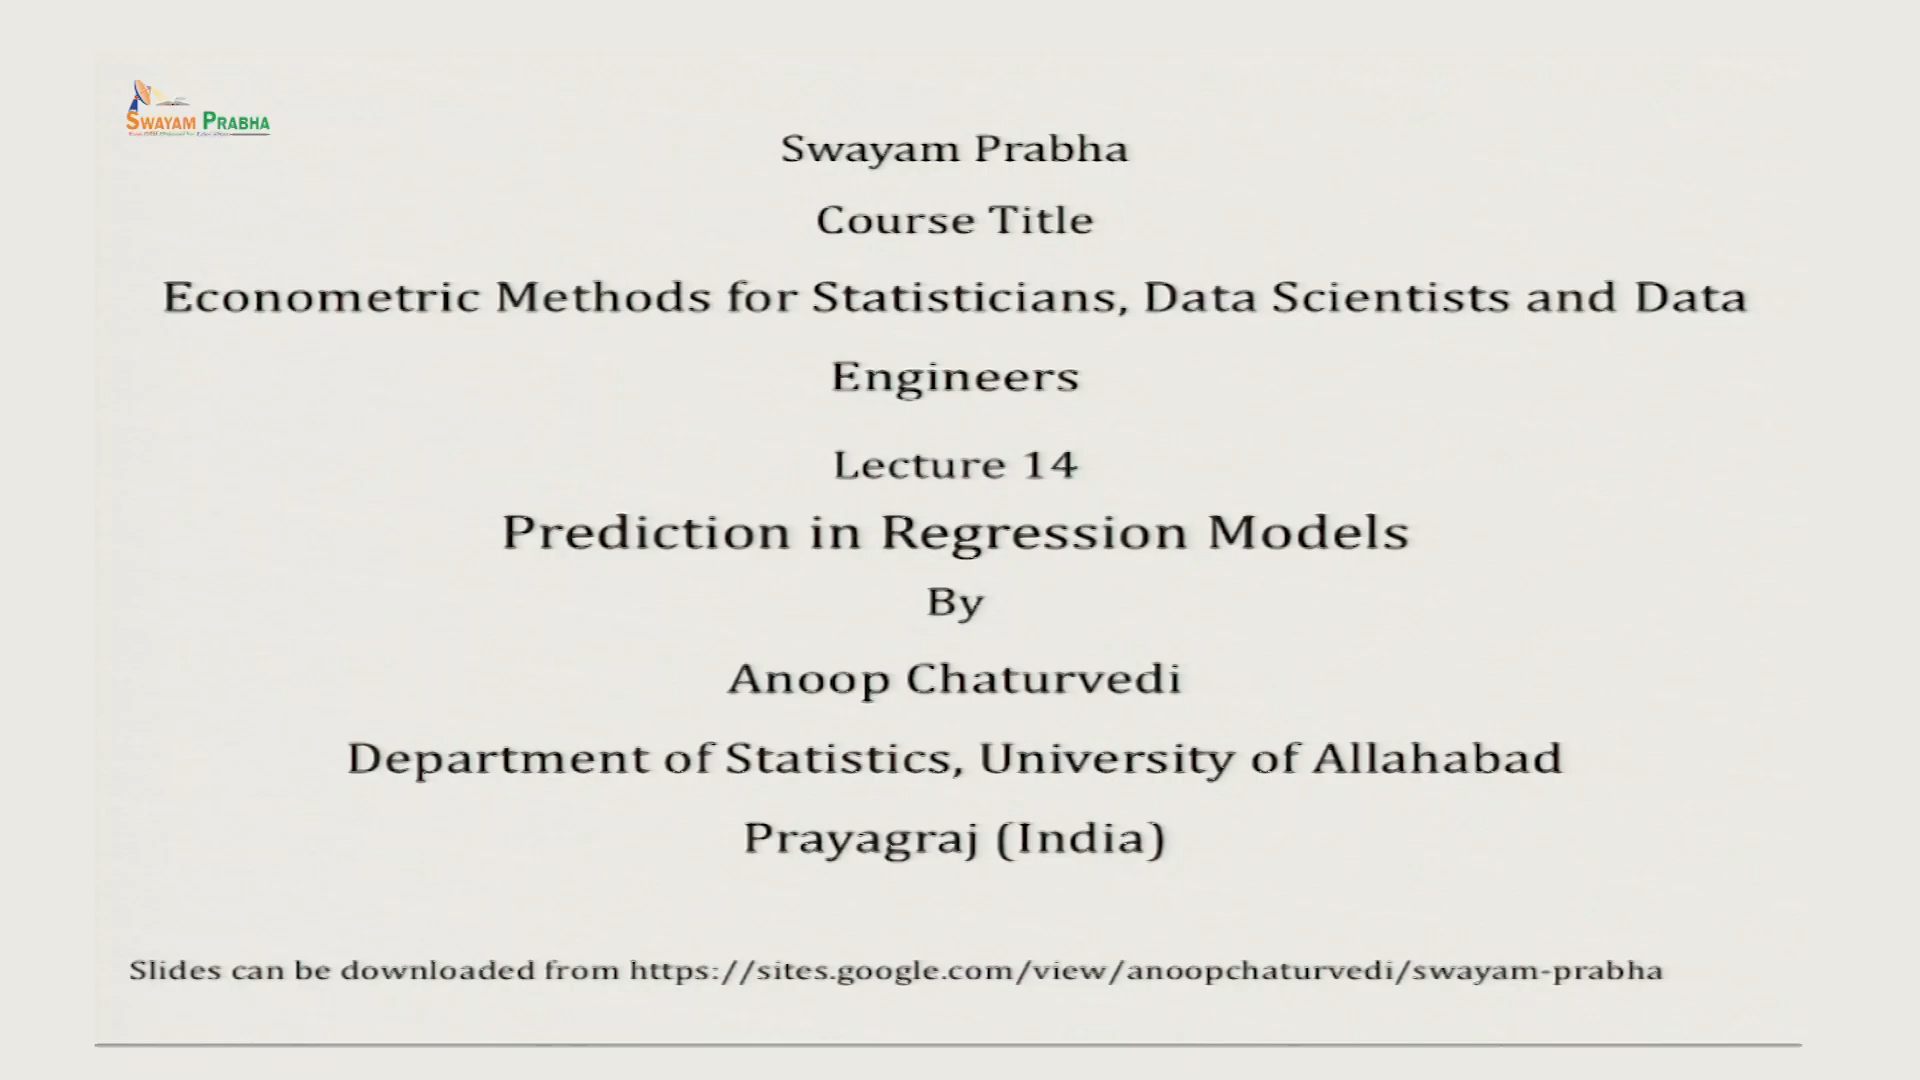 SWAYAM PRABHA
Swayam Prabha
Course Title
Econometric Methods for Statisticians, Data Scientists and Data
Engineers
Lecture 14
Prediction in Regression Models
By
Anoop Chaturvedi
Department of Statistics, University of Allahabad
Prayagraj (India)
Slides can be downloaded from https://sites.google.com/view/anoopchaturvedi/swayam-prabha